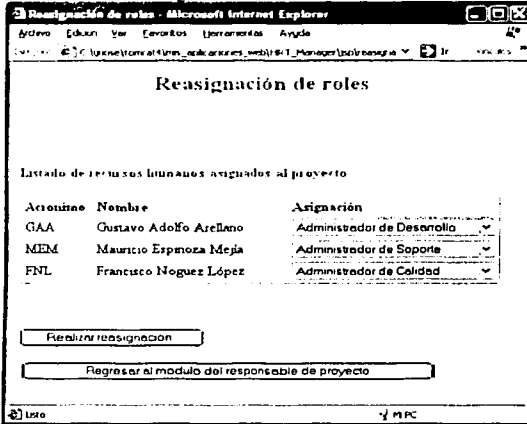 Reasignación de roles - Microsoft Internet Explorer
Archivo Edición Ver Favoritos Herramientas Ayuda
Ir
Reasignación de roles
Listado de recursos humanos asignados al proyecto
Acronimo Nombre Asignación
GAA Gustavo Adolfo Arellano Administrador de Desarrollo
MEM Mauricio Espinoza Mejía Administrador de Soporte
FNL Francisco Noguez López Administrador de Calidad
Realizar reasignación
Regresar al modulo del responsable de proyecto
Listo Mi PC